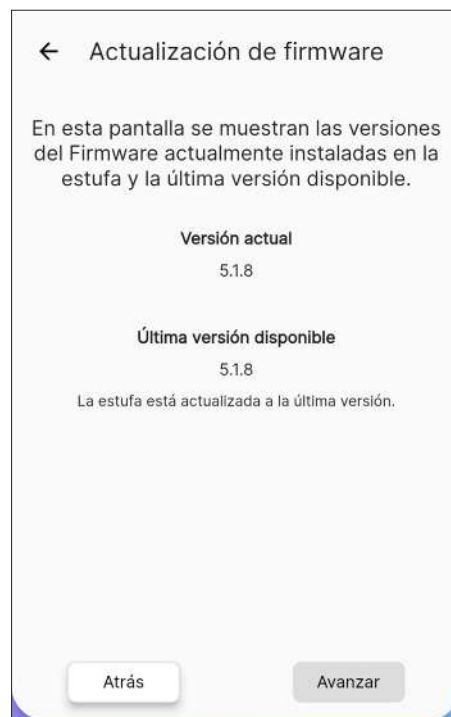 Actualización de firmware
En esta pantalla se muestran las versiones
del Firmware actualmente instaladas en la
estufa y la última versión disponible.
Versión actual
5.1.8
Última versión disponible
5.1.8
La estufa está actualizada a la última versión.
Atrás
Avanzar